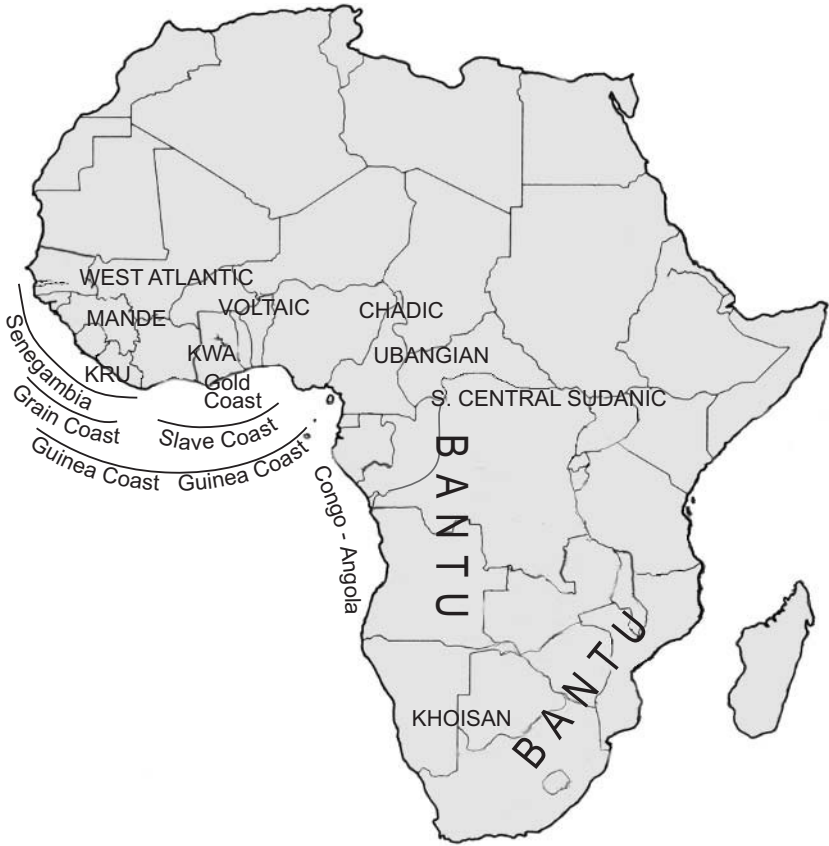 WEST ATLANTIC
VOLTAIC
CHADIC
MANDE
KWA
UBANGIAN
KRU
Gold
Coast
S. CENTRAL SUDANIC
Senegambia
Grain Coast
Slave Coast
Guinea Coast
Guinea Coast
Congo - Angola
BANTU
BANTU
KHOISAN